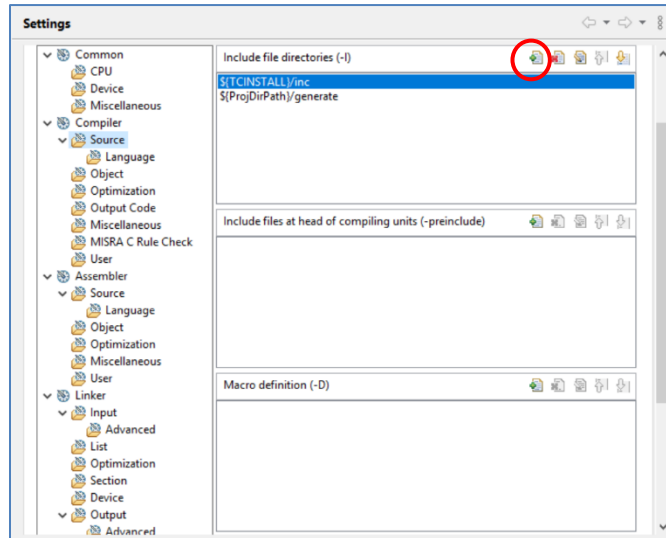 Settings
Common
CPU
Device
Miscellaneous
Compiler
Source
Language
Object
Optimization
Output Code
Miscellaneous
MISRA C Rule Check
User
Assembler
Source
Language
Object
Optimization
Miscellaneous
User
Linker
Input
Advanced
List
Optimization
Section
Device
Output
Advanced
Include file directories (-I)
${TCINSTALL}/inc
${ProjDirPath}/generate
Include files at head of compiling units (-preinclude)
Macro definition (-D)